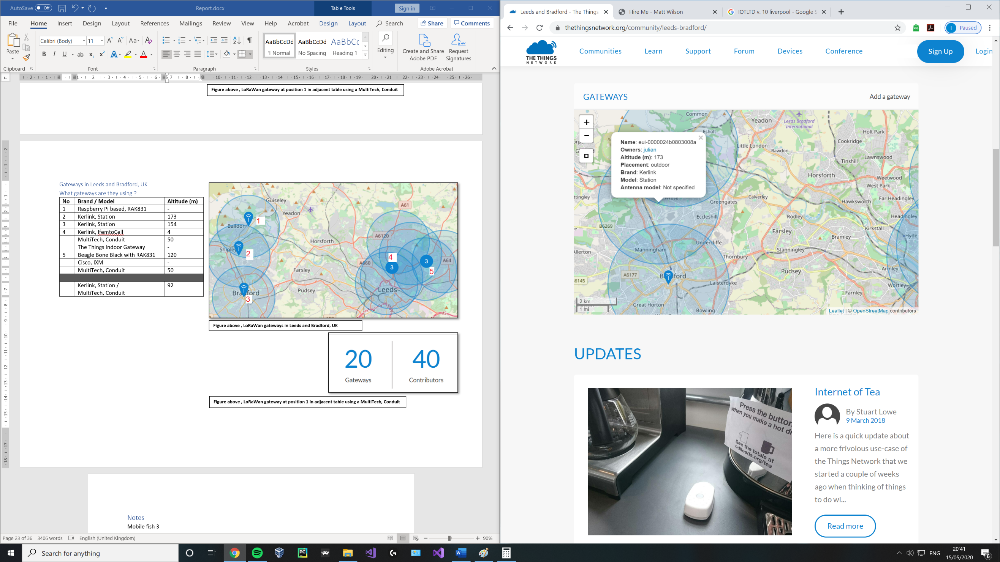 AutoSave Off
Report.docx
Table Tools
Sign in
File Home Insert Design Layout References Mailings Review View Help Acrobat Design Layout Search Share Comments
Paste
Clipboard
Calibri (Body) 11
Font
Paragraph
AaBbCcDd AaBbCcDd AaBbCc
¶ Normal No Spacing Heading 1
Styles
Editing
Create and Share Adobe PDF
Request Signatures
Adobe Acrobat
Figure above , LoRaWan gateway at position 1 in adjacent table using a MultiTech, Conduit
Gateways in Leeds and Bradford, UK
What gateways are they using ?
No Brand / Model Altitude (m)
1 Raspberry Pi based, RAK831 -
2 Kerlink, Station 173
3 Kerlink, Station 154
4 Kerlink, IfemtoCell 4
MultiTech, Conduit 50
The Things Indoor Gateway -
5 Beagle Bone Black with RAK831 120
Cisco, IXM -
MultiTech, Conduit 50
Kerlink, Station / 92
MultiTech, Conduit
Guiseley
A61
Yeadon
Baildon
1
A6120
Horsforth
Shipley
2
4
A660
3
3
A64
5
Farsley
Leeds
Pudsey
Bradford
3
Figure above , LoRaWan gateways in Leeds and Bradford, UK
20
Gateways
40
Contributors
Figure above , LoRaWan gateway at position 1 in adjacent table using a MultiTech, Conduit
Notes
Mobile fish 3
Page 23 of 36 3406 words English (United Kingdom) 90%
Leeds and Bradford - The Things
Hire Me - Matt Wilson
IOTLTD v. 10 liverpool - Google S
thethingsnetwork.org/community/leeds-bradford/
Paused
THE THINGS
NETWORK
Communities Learn Support Forum Devices Conference Sign Up Login
GATEWAYS
Add a gateway
Common
Yeadon
Leeds Bradford
International
Esholt
Holt Park
Cookridge
Little London
Rawdon
Lawnswood
Tinshill
Name: eui-0000024b0803008a
Owners: julian
Altitude (m): 173
Placement: outdoor
Brand: Kerlink
Model: Station
Antenna model: Not specified
Horsforth
Weetwood
West Park
Far Headingley
Wrose
Calverley
Greengates
Hawksworth
Eccleshill
Rodley
Headingley
B6269
Kirkstall
Farsley
Hyde
Bramley
Undercliffe
Manningham
Stanningley
Allerton
Thornbury
Armley
Pudsey
A6177
Bradford
Laisterdyke
Wortley
Farnley
2 km
1 mi
Great Horton
Bowling
Leaflet | © OpenStreetMap contributors
UPDATES
Press the button
when you make a hot dr
See the totals at
odileeds.org/tea
Internet of Tea
By Stuart Lowe
9 March 2018
Here is a quick update about
a more frivolous use-case of
the Things Network that we
started a couple of weeks
ago when thinking of things
to do wi...
Read more
Search for anything
ENG
20:41
15/05/2020
6